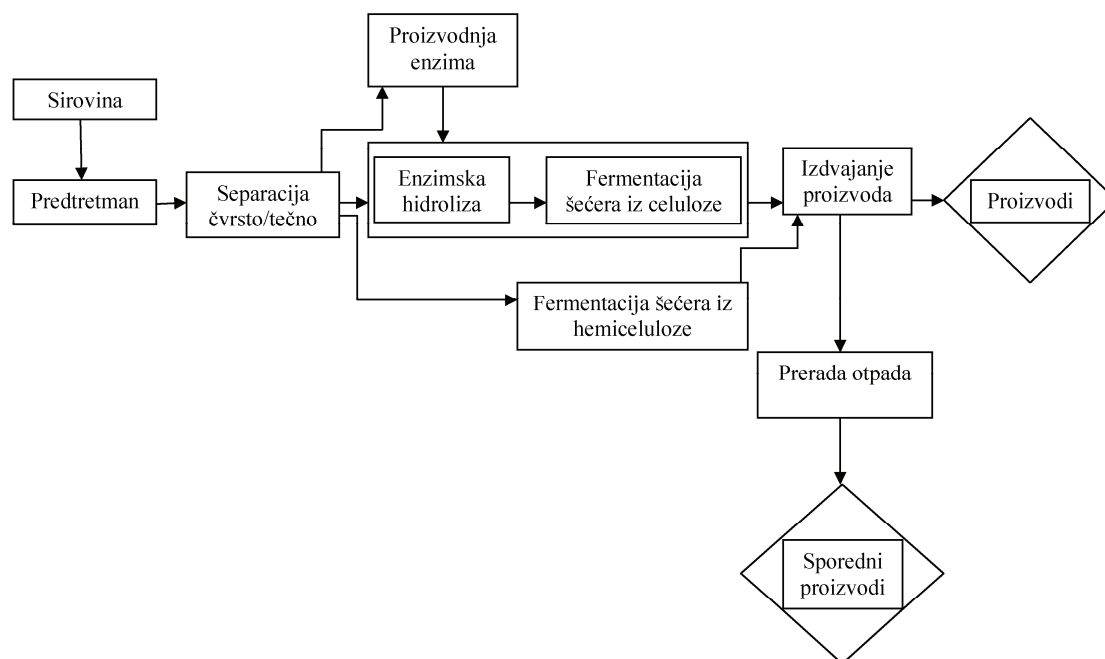 Proizvodnja
enzima
Sirovina
Predtretman
Separacija
čvrsto/tečno
Enzimska
hidroliza
Fermentacija
šećera iz celuloze
Izdvajanje
proizvoda
Proizvodi
Fermentacija šećera iz
hemiceluloze
Prerada otpada
Sporedni
proizvodi